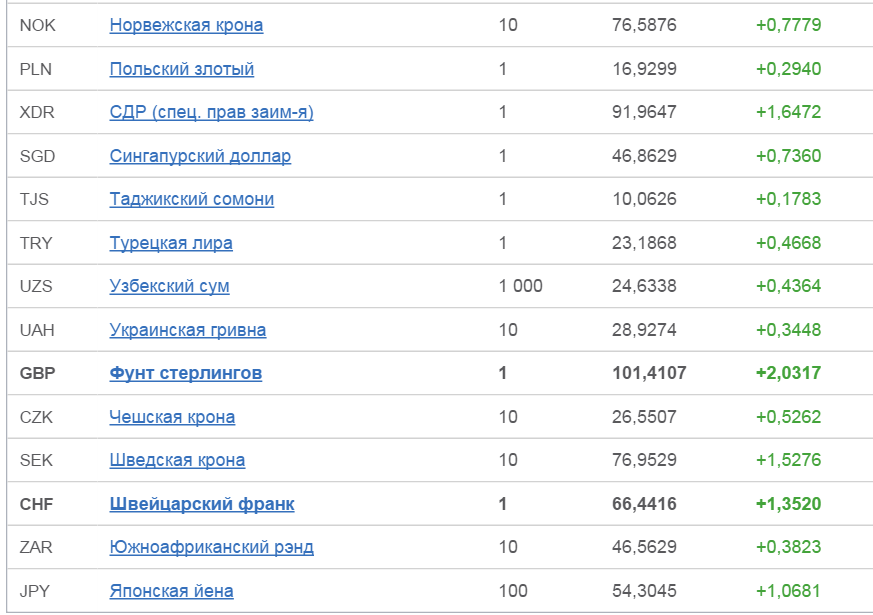 NOK Норвежская крона 10 76,5876 +0,7779
PLN Польский злотый 1 16,9299 +0,2940
XDR СДР (спец. прав заим-я) 1 91,9647 +1,6472
SGD Сингапурский доллар 1 46,8629 +0,7360
TJS Таджикский сомони 1 10,0626 +0,1783
TRY Турецкая лира 1 23,1868 +0,4668
UZS Узбекский сум 1 000 24,6338 +0,4364
UAH Украинская гривна 10 28,9274 +0,3448
GBP Фунт стерлингов 1 101,4107 +2,0317
CZK Чешская крона 10 26,5507 +0,5262
SEK Шведская крона 10 76,9529 +1,5276
CHF Швейцарский франк 1 66,4416 +1,3520
ZAR Южноафриканский рэнд 10 46,5629 +0,3823
JPY Японская йена 100 54,3045 +1,0681